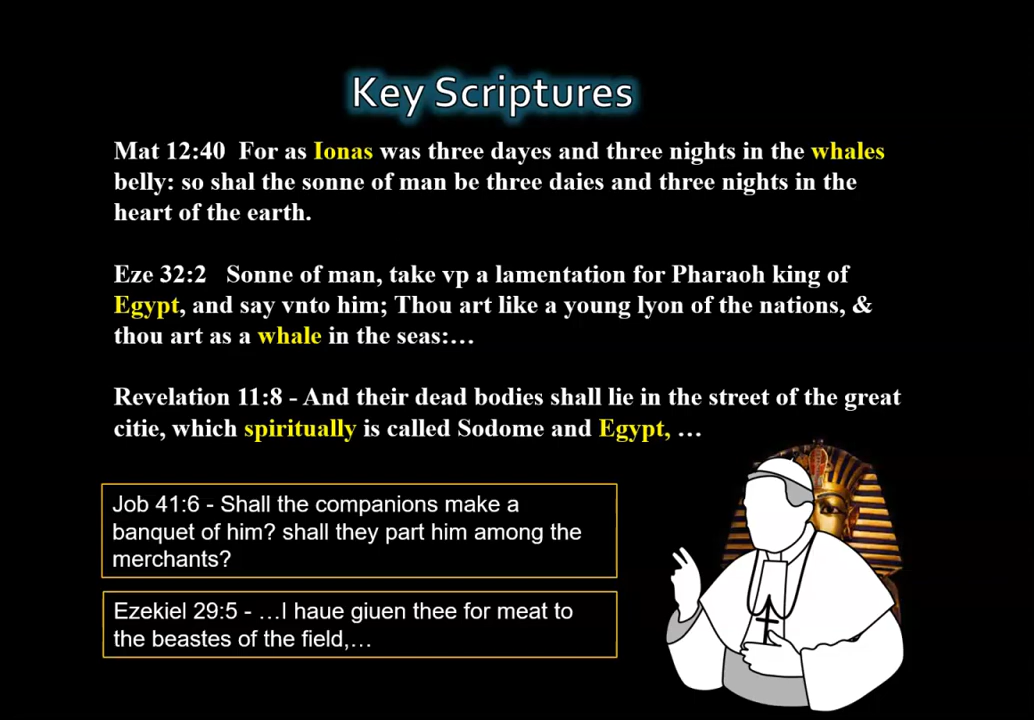 Key Scriptures
Mat 12:40  For as Ionas was three dayes and three nights in the whales
belly: so shal the sonne of man be three daies and three nights in the
heart of the earth.
Eze 32:2   Sonne of man, take vp a lamentation for Pharaoh king of
Egypt, and say vnto him; Thou art like a young lyon of the nations, &
thou art as a whale in the seas:…
Revelation 11:8 - And their dead bodies shall lie in the street of the great
citie, which spiritually is called Sodome and Egypt, …
Job 41:6 - Shall the companions make a
banquet of him? shall they part him among the
merchants?
Ezekiel 29:5 - …I haue giuen thee for meat to
the beastes of the field,…